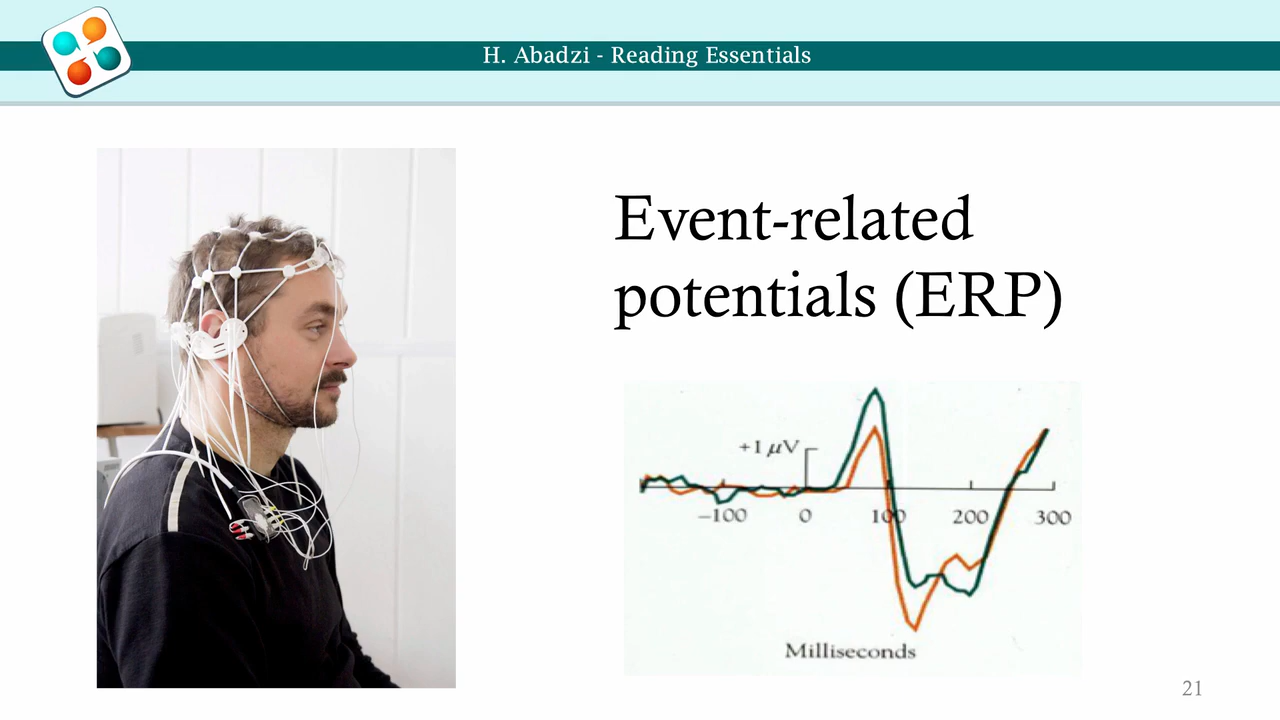 H. Abadzi - Reading Essentials
Event-related
potentials (ERP)
+1 μV
−100 0 100 200 300
Milliseconds
21